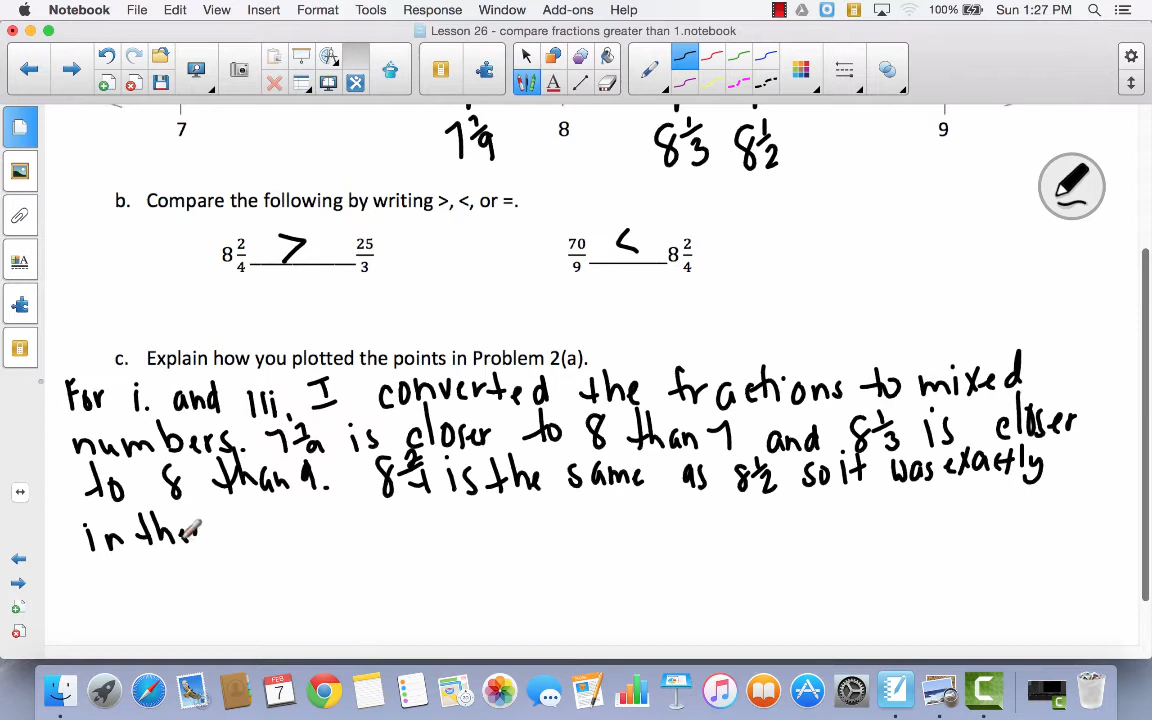 Notebook File Edit View Insert Format Tools Response Window Add-ons Help 100% Sun 1:27 PM
Lesson 26 - compare fractions greater than 1.notebook
7 8 9
7 7/9 8 1/3 8 1/2
b. Compare the following by writing >, <, or =.
8 2/4 > 25/3 70/9 < 8 2/4
c. Explain how you plotted the points in Problem 2(a).
For i. and iii. I converted the fractions to mixed
numbers. 7 7/9 is closer to 8 than 7 and 8 1/3 is closer
to 8 than 9. 8 2/4 is the same as 8 1/2 so it was exactly
in the
FEB
7